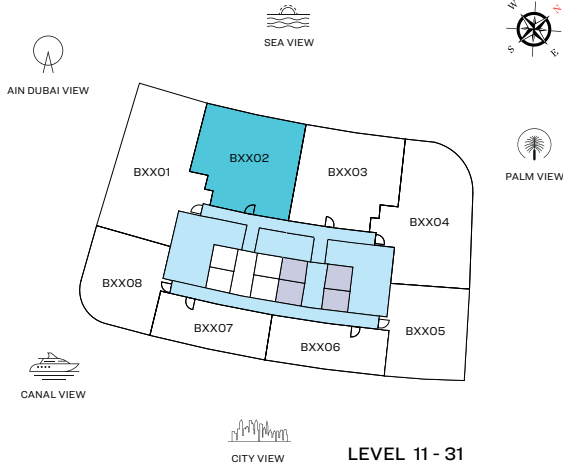 W
N
S
E
SEA VIEW
AIN DUBAI VIEW
PALM VIEW
BXX01
BXX02
BXX03
BXX04
BXX08
BXX07
BXX06
BXX05
CANAL VIEW
CITY VIEW
LEVEL 11 - 31